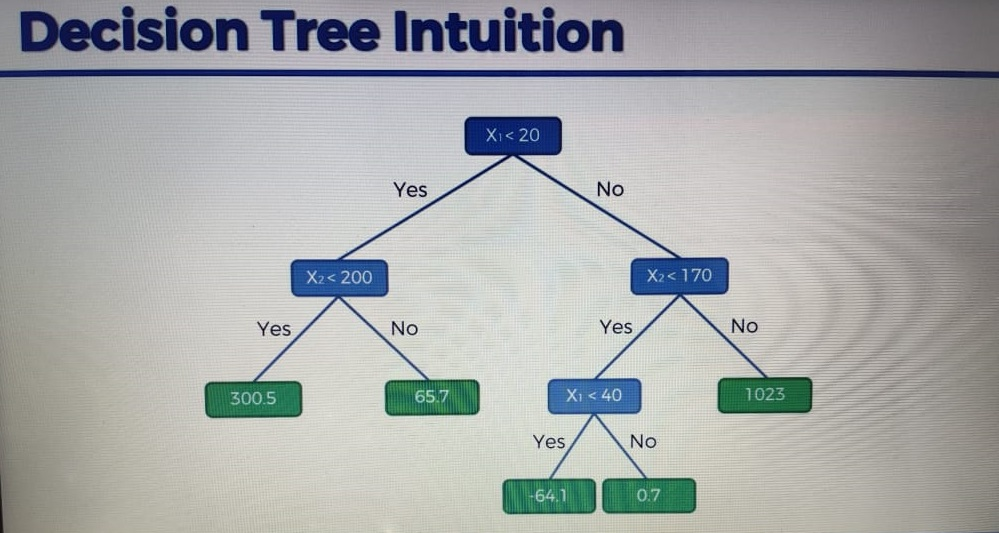 Decision Tree Intuition
X₁ < 20
Yes
No
X₂ < 200
X₂ < 170
Yes
No
Yes
No
300.5
65.7
X₁ < 40
1023
Yes
No
-64.1
0.7